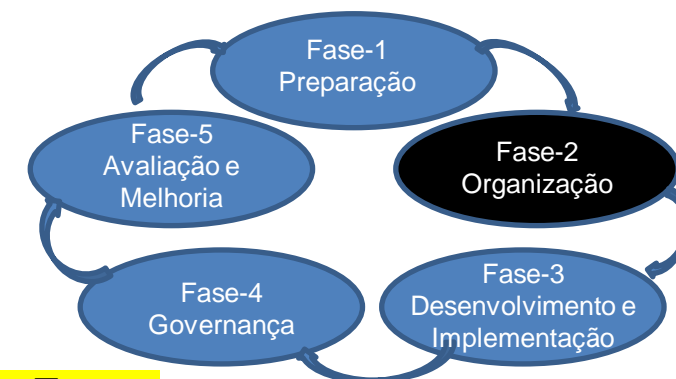 Fase-1
Preparação
Fase-2
Organização
Fase-3
Desenvolvimento e
Implementação
Fase-4
Governança
Fase-5
Avaliação e
Melhoria